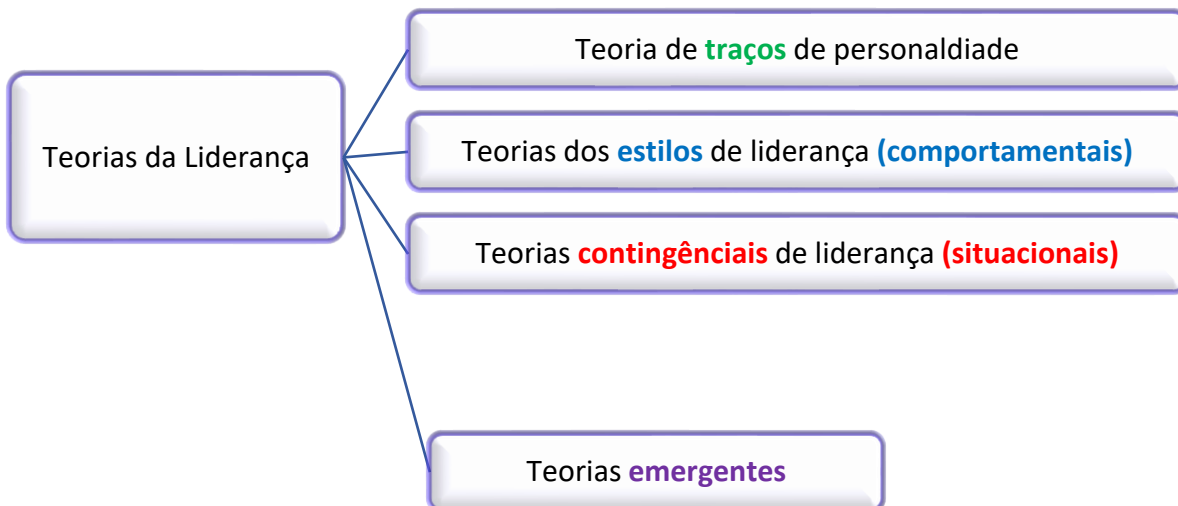 Teorias da Liderança
Teoria de traços de personaldiade
Teorias dos estilos de liderança (comportamentais)
Teorias contingênciais de liderança (situacionais)
Teorias emergentes